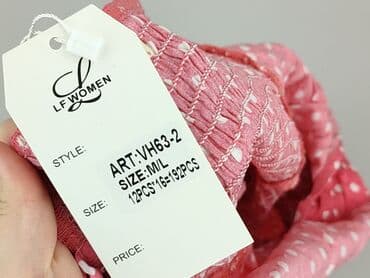 LF WOMEN
STYLE:
ART:VH63-2
SIZE:M/L
SIZE:
12PCS*16=192PCS
PRICE: